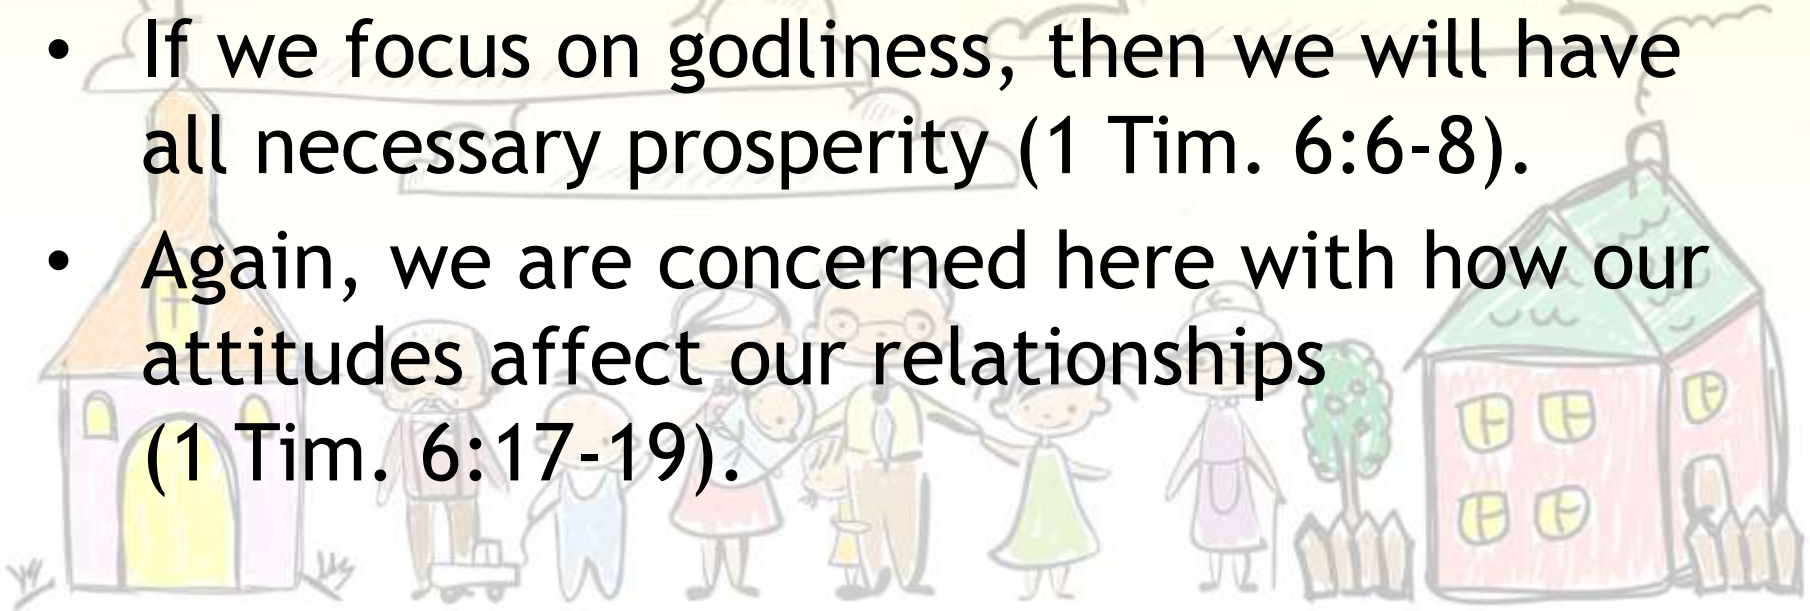 • If we focus on godliness, then we will have
all necessary prosperity (1 Tim. 6:6-8).
• Again, we are concerned here with how our
attitudes affect our relationships
(1 Tim. 6:17-19).